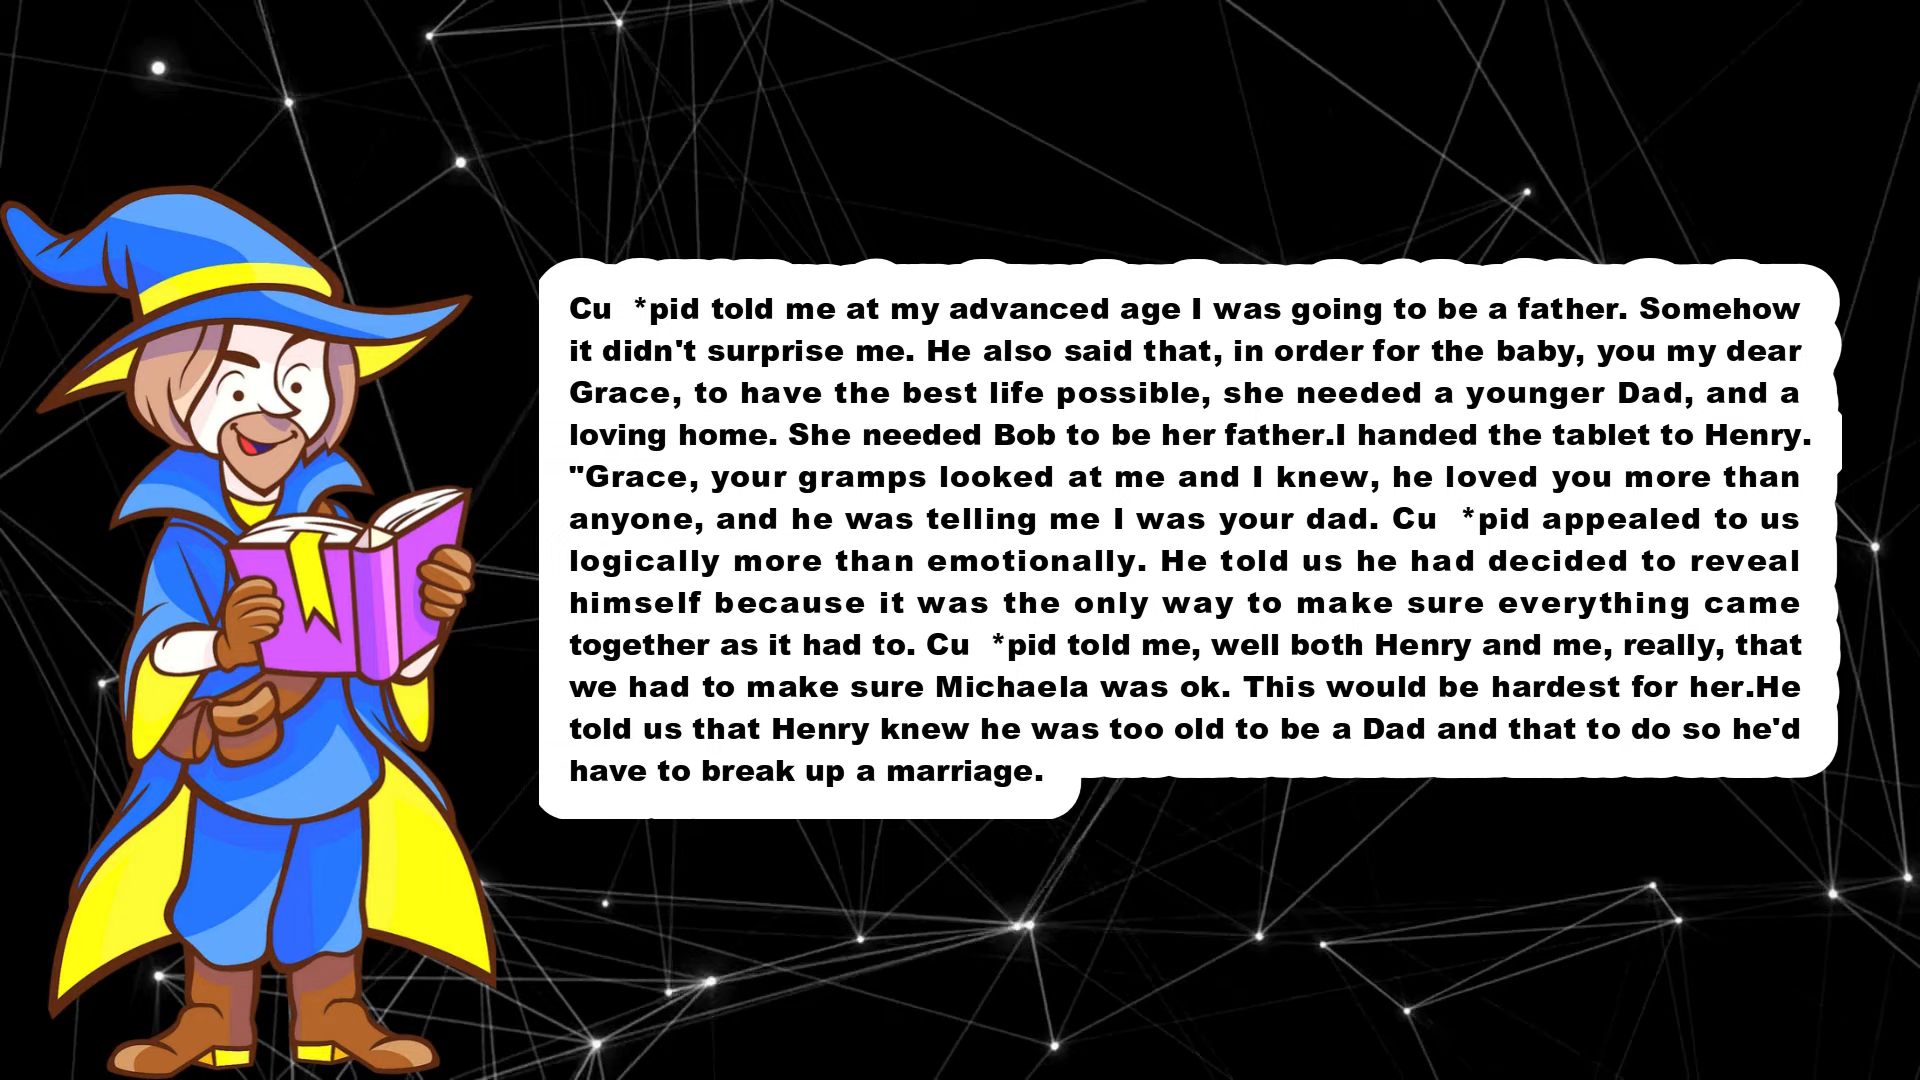 Cu  *pid told me at my advanced age I was going to be a father. Somehow
it didn't surprise me. He also said that, in order for the baby, you my dear
Grace, to have the best life possible, she needed a younger Dad, and a
loving home. She needed Bob to be her father.I handed the tablet to Henry.
"Grace, your gramps looked at me and I knew, he loved you more than
anyone, and he was telling me I was your dad. Cu  *pid appealed to us
logically more than emotionally. He told us he had decided to reveal
himself because it was the only way to make sure everything came
together as it had to. Cu  *pid told me, well both Henry and me, really, that
we had to make sure Michaela was ok. This would be hardest for her.He
told us that Henry knew he was too old to be a Dad and that to do so he'd
have to break up a marriage.